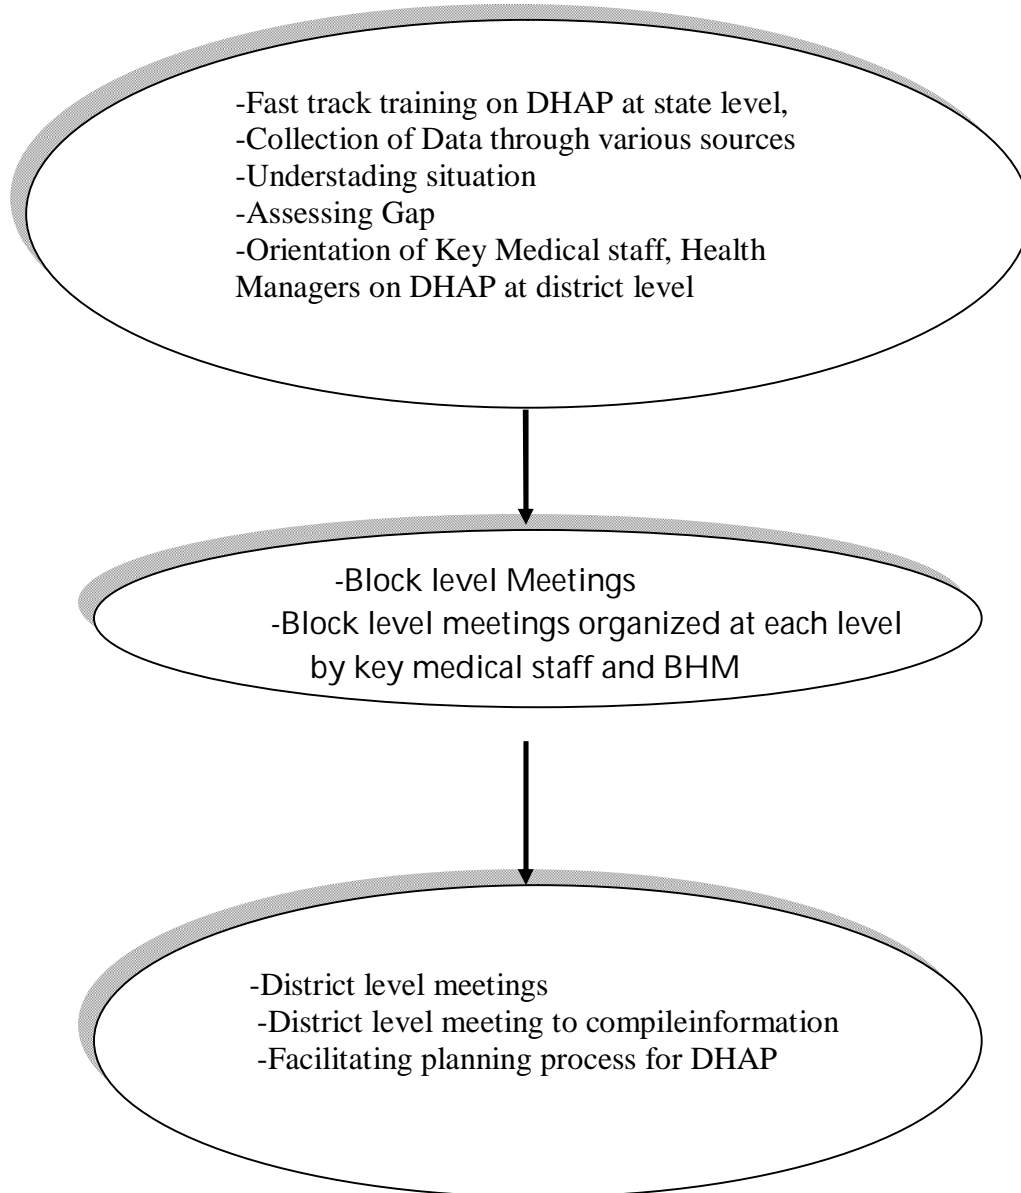 -Fast track training on DHAP at state level,
-Collection of Data through various sources
-Understading situation
-Assessing Gap
-Orientation of Key Medical staff, Health
Managers on DHAP at district level
-Block level Meetings
-Block level meetings organized at each level
by key medical staff and BHM
-District level meetings
-District level meeting to compileinformation
-Facilitating planning process for DHAP